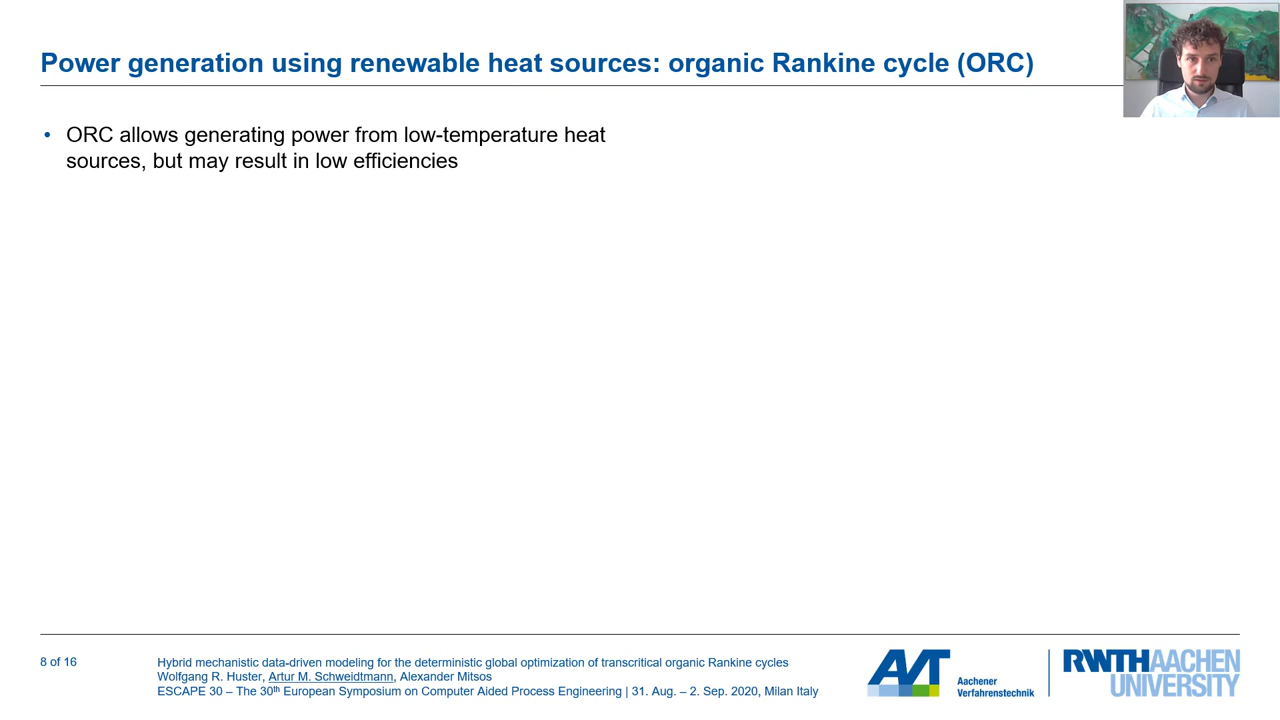 Power generation using renewable heat sources: organic Rankine cycle (ORC)
• ORC allows generating power from low-temperature heat
sources, but may result in low efficiencies
8 of 16
Hybrid mechanistic data-driven modeling for the deterministic global optimization of transcritical organic Rankine cycles
Wolfgang R. Huster, Artur M. Schweidtmann, Alexander Mitsos
ESCAPE 30 – The 30th European Symposium on Computer Aided Process Engineering | 31. Aug. – 2. Sep. 2020, Milan Italy
AVT
Aachener
Verfahrenstechnik
RWTHAACHEN
UNIVERSITY